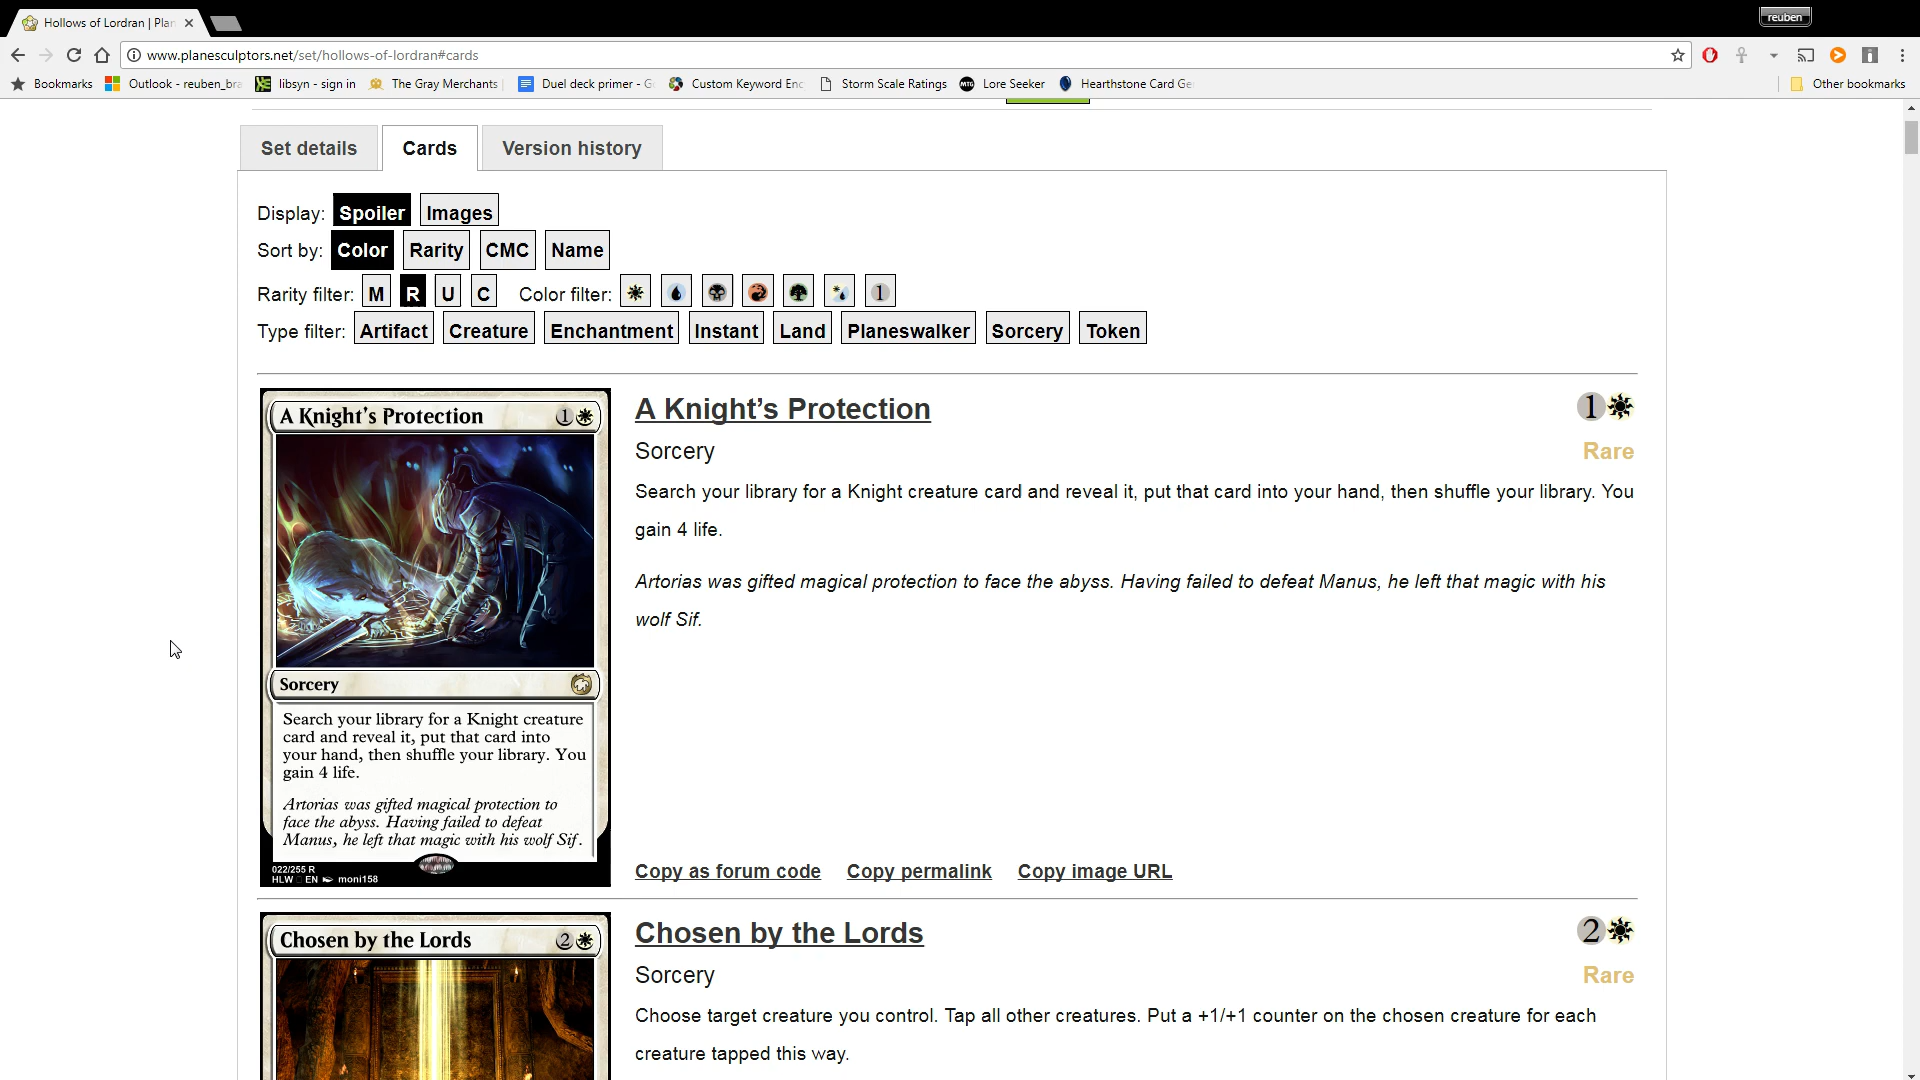 Hollows of Lordran | Plan
reuben
www.planesculptors.net/set/hollows-of-lordran#cards
Bookmarks Outlook - reuben_bra libsyn - sign in The Gray Merchants Duel deck primer - G Custom Keyword Enc Storm Scale Ratings Lore Seeker Hearthstone Card Ge Other bookmarks
Set details Cards Version history
Display: Spoiler Images
Sort by: Color Rarity CMC Name
Rarity filter: M R U C Color filter: 1
Type filter: Artifact Creature Enchantment Instant Land Planeswalker Sorcery Token
A Knight's Protection 1
Sorcery
Search your library for a Knight creature
card and reveal it, put that card into
your hand, then shuffle your library. You
gain 4 life.
Artorias was gifted magical protection to
face the abyss. Having failed to defeat
Manus, he left that magic with his wolf Sif.
022/255 R
HLW EN moni158
A Knight’s Protection 1
Sorcery Rare
Search your library for a Knight creature card and reveal it, put that card into your hand, then shuffle your library. You
gain 4 life.
Artorias was gifted magical protection to face the abyss. Having failed to defeat Manus, he left that magic with his
wolf Sif.
Copy as forum code Copy permalink Copy image URL
Chosen by the Lords 2
Chosen by the Lords 2
Sorcery Rare
Choose target creature you control. Tap all other creatures. Put a +1/+1 counter on the chosen creature for each
creature tapped this way.